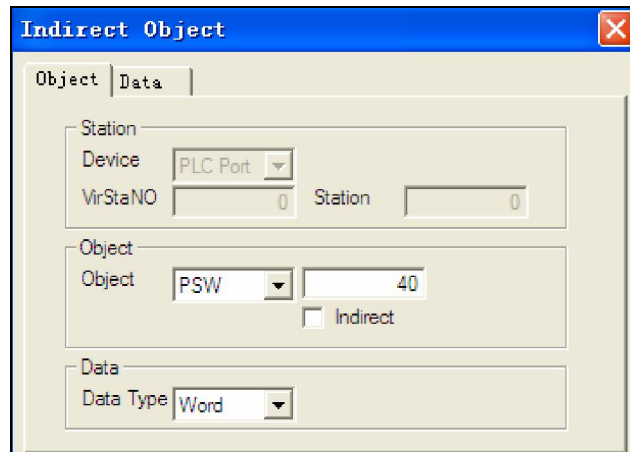 Indirect Object
Object Data
Station
Device PLC Port
VirStaNO 0 Station 0
Object
Object PSW 40
Indirect
Data
Data Type Word